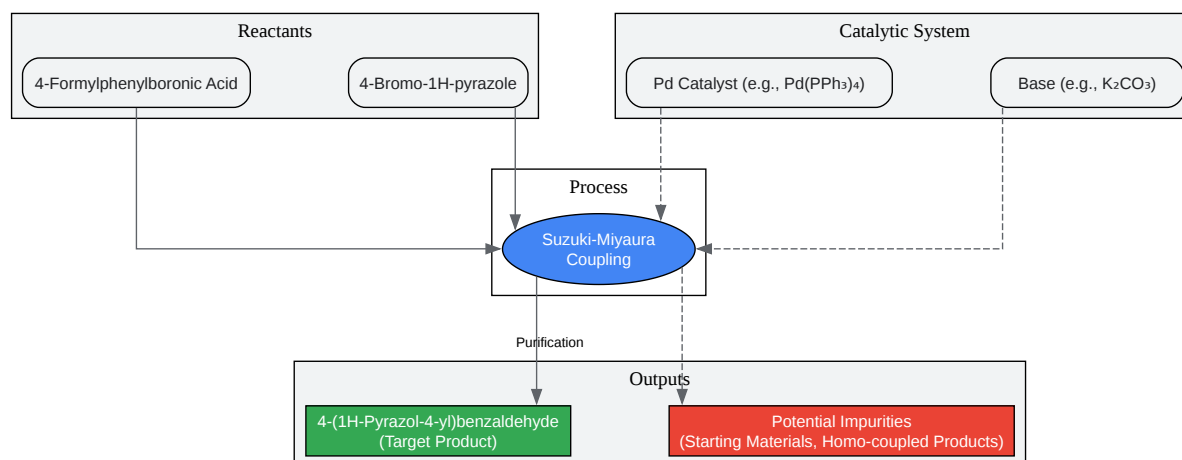 Reactants
Catalytic System
4-Formylphenylboronic Acid
4-Bromo-1H-pyrazole
Pd Catalyst (e.g., Pd(PPh₃)₄)
Base (e.g., K₂CO₃)
Process
Suzuki-Miyaura
Coupling
Purification
Outputs
4-(1H-Pyrazol-4-yl)benzaldehyde
(Target Product)
Potential Impurities
(Starting Materials, Homo-coupled Products)